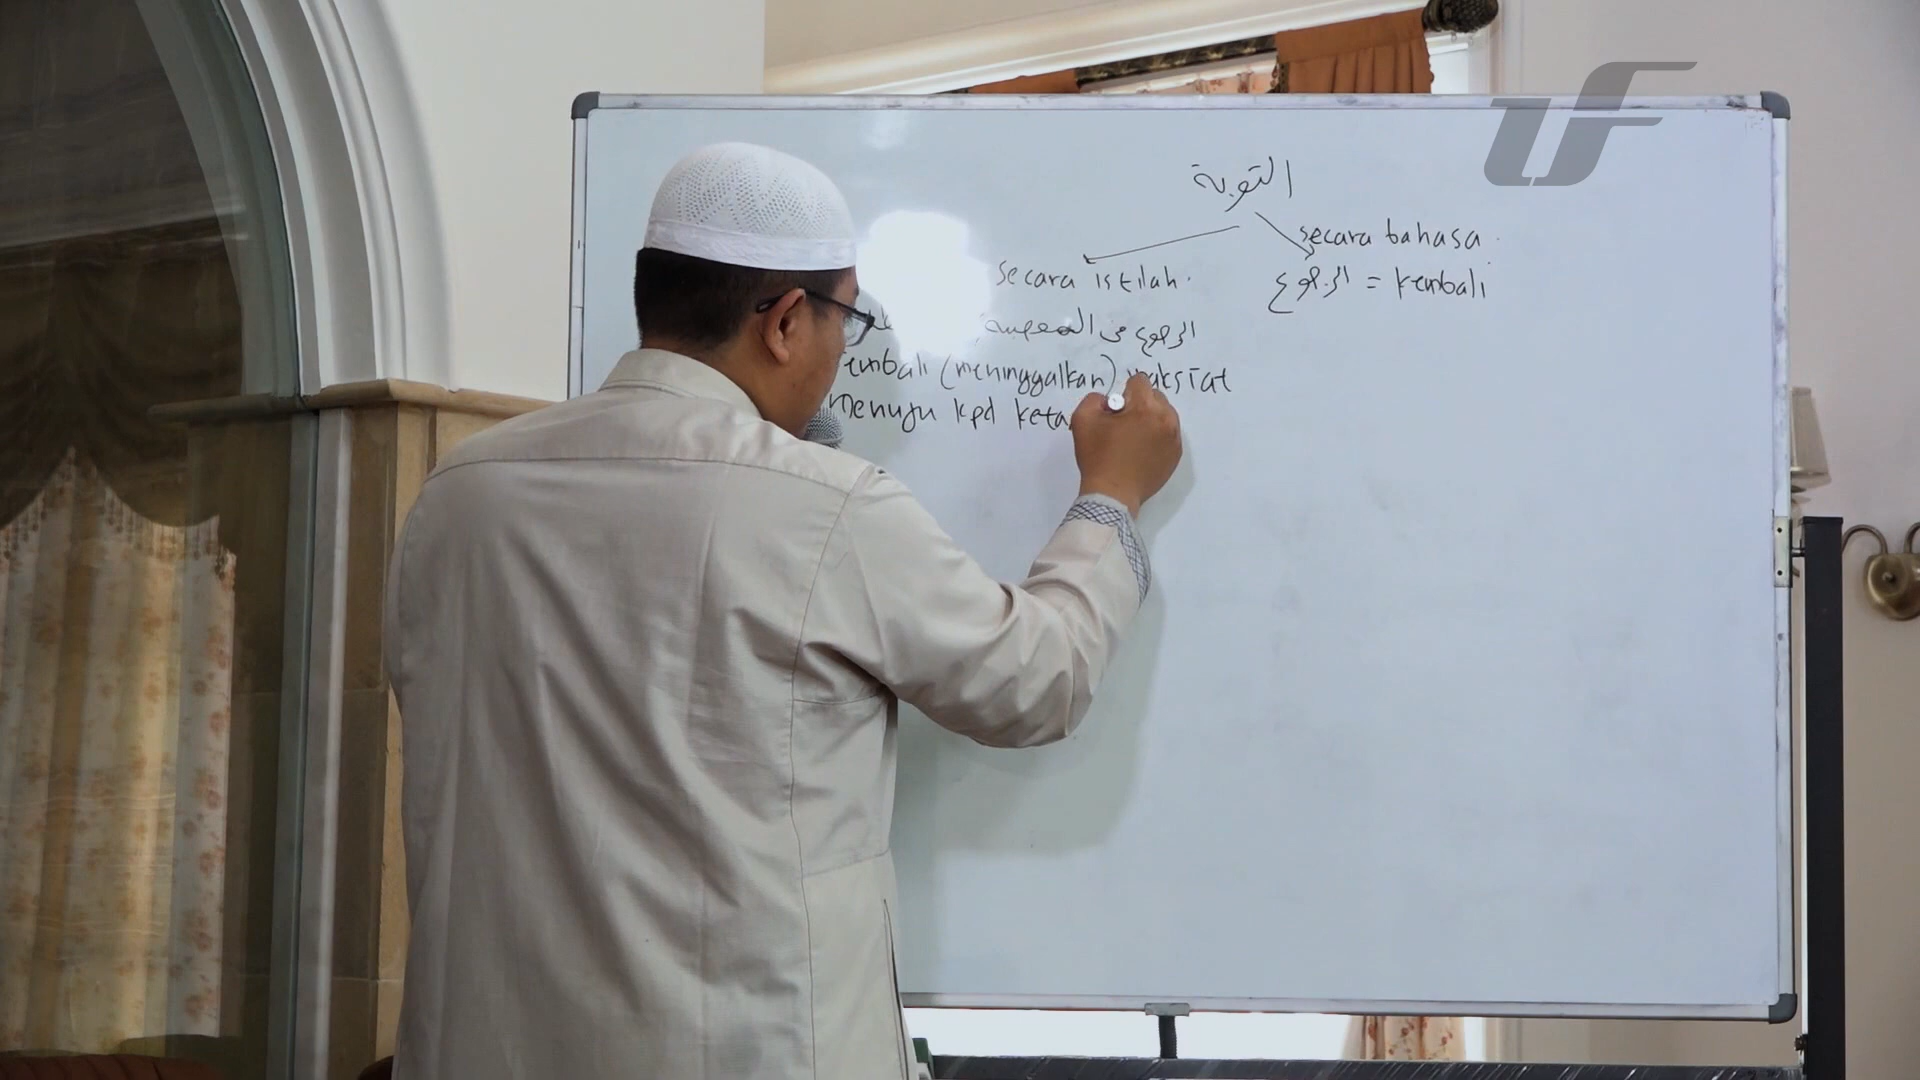 التوبة
secara bahasa
الرجوع = kembali
secara istilah.
الرجوع من المعصية
kembali (meninggalkan) maksiat
menuju kpd keta